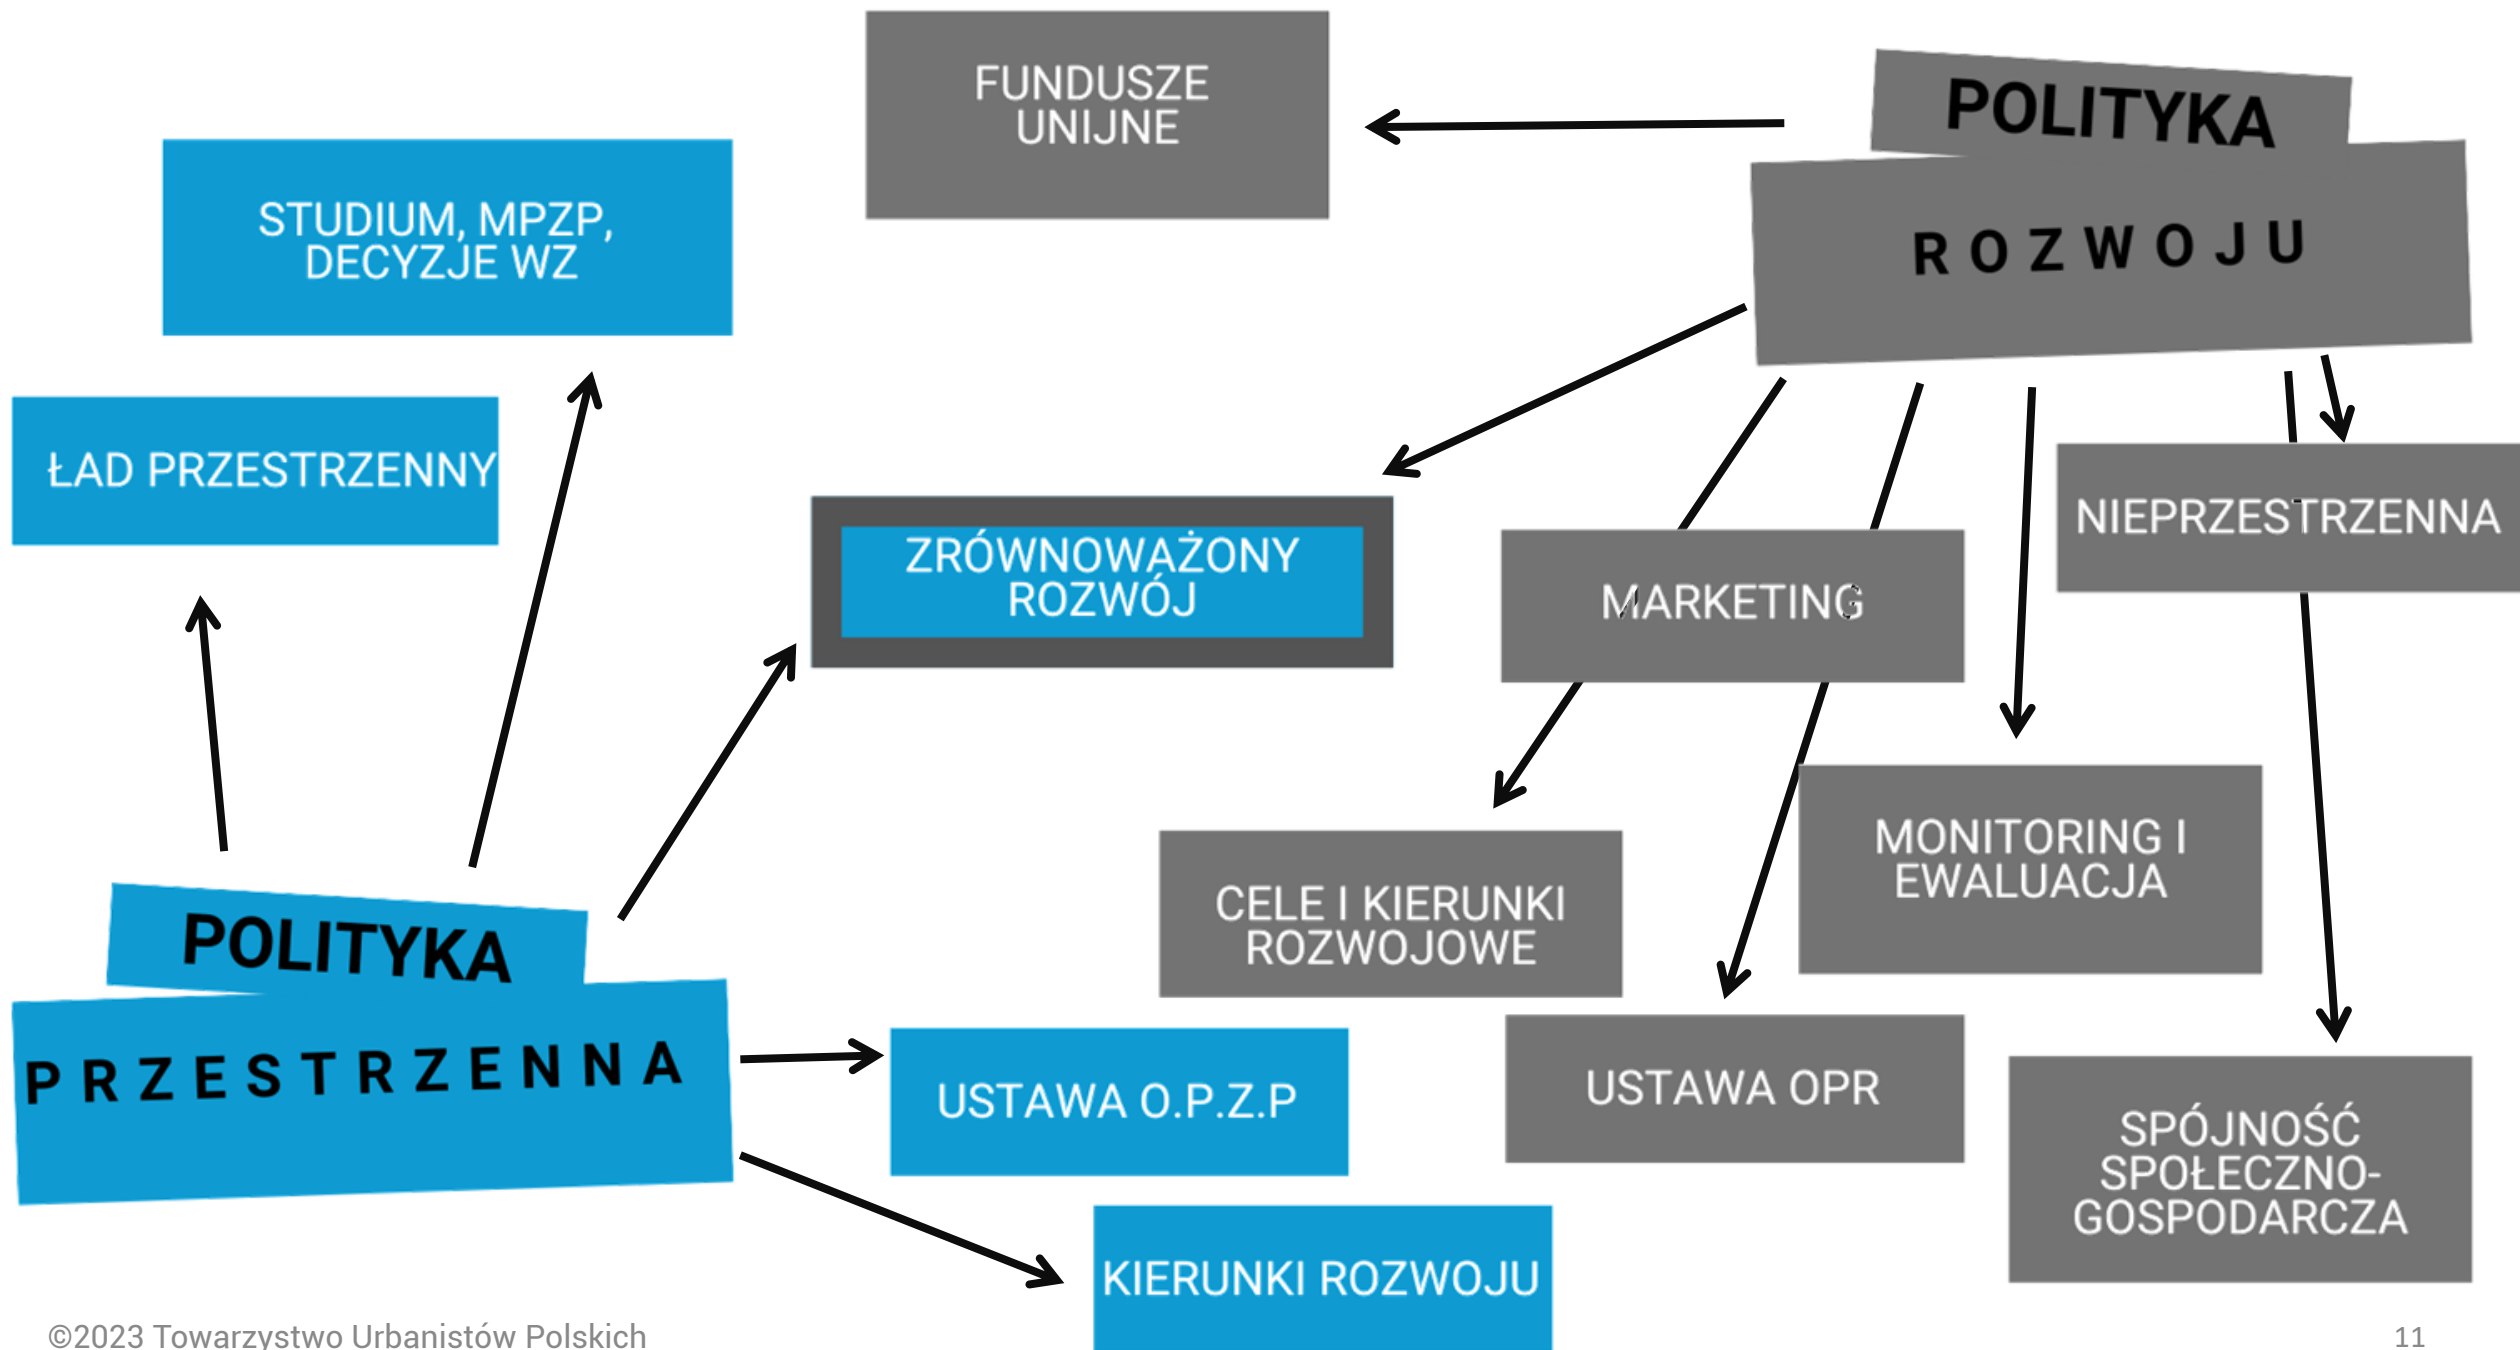 FUNDUSZE
UNIJNE
POLITYKA
ROZWOJU
STUDIUM, MPZP,
DECYZJE WZ
ŁAD PRZESTRZENNY
ZRÓWNOWAŻONY
ROZWÓJ
NIEPRZESTRZENNA
MARKETING
MONITORING I
EWALUACJA
CELE I KIERUNKI
ROZWOJOWE
POLITYKA
PRZESTRZENNA
USTAWA O.P.Z.P
USTAWA OPR
SPÓJNOŚĆ
SPOŁECZNO-
GOSPODARCZA
KIERUNKI ROZWOJU
©2023 Towarzystwo Urbanistów Polskich
11